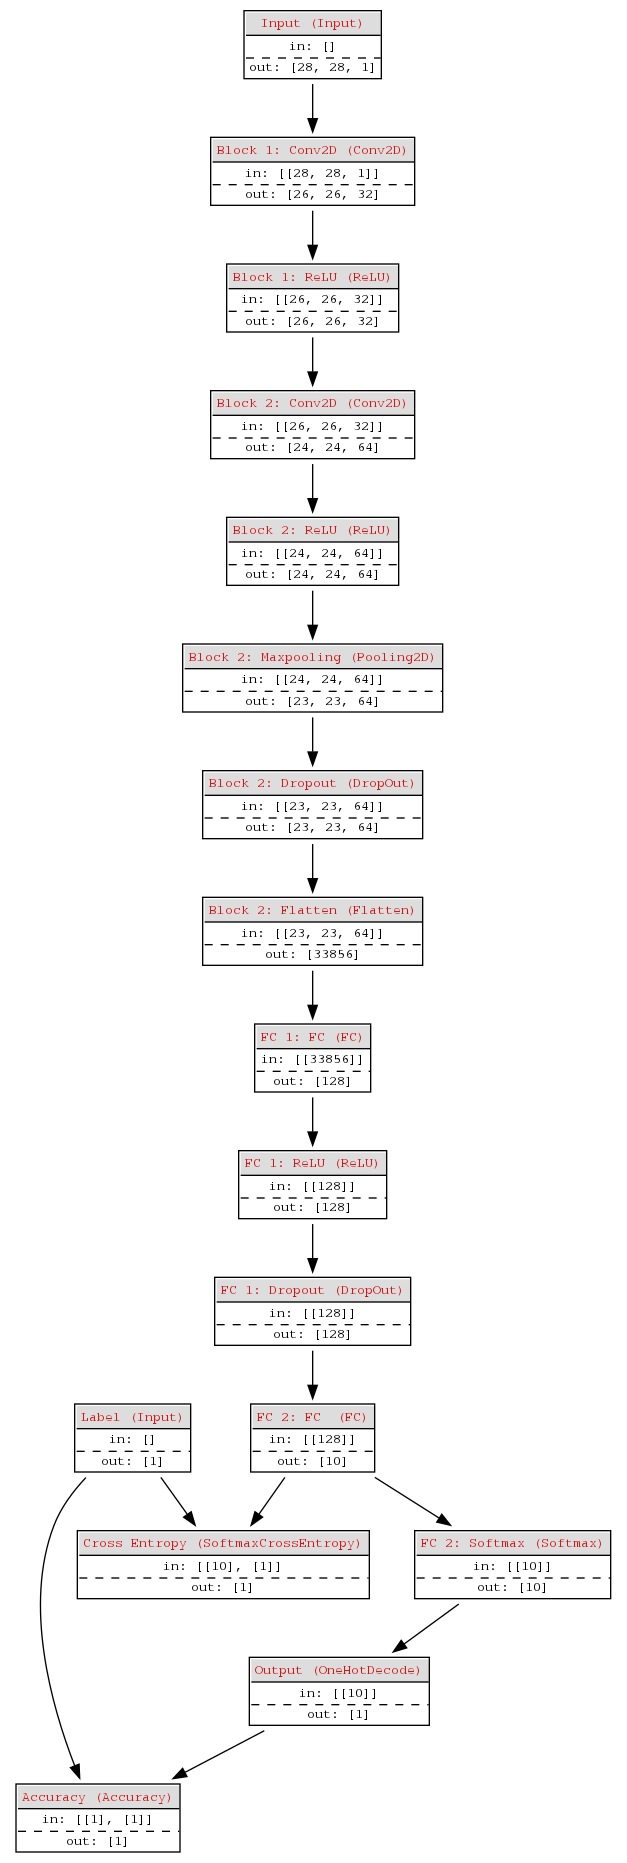 Input (Input)
in: []
out: [28, 28, 1]
Block 1: Conv2D (Conv2D)
in: [[28, 28, 1]]
out: [26, 26, 32]
Block 1: ReLU (ReLU)
in: [[26, 26, 32]]
out: [26, 26, 32]
Block 2: Conv2D (Conv2D)
in: [[26, 26, 32]]
out: [24, 24, 64]
Block 2: ReLU (ReLU)
in: [[24, 24, 64]]
out: [24, 24, 64]
Block 2: Maxpooling (Pooling2D)
in: [[24, 24, 64]]
out: [23, 23, 64]
Block 2: Dropout (DropOut)
in: [[23, 23, 64]]
out: [23, 23, 64]
Block 2: Flatten (Flatten)
in: [[23, 23, 64]]
out: [33856]
FC 1: FC (FC)
in: [[33856]]
out: [128]
FC 1: ReLU (ReLU)
in: [[128]]
out: [128]
FC 1: Dropout (DropOut)
in: [[128]]
out: [128]
Label (Input)
in: []
out: [1]
FC 2: FC  (FC)
in: [[128]]
out: [10]
Cross Entropy (SoftmaxCrossEntropy)
in: [[10], [1]]
out: [1]
FC 2: Softmax (Softmax)
in: [[10]]
out: [10]
Output (OneHotDecode)
in: [[10]]
out: [1]
Accuracy (Accuracy)
in: [[1], [1]]
out: [1]